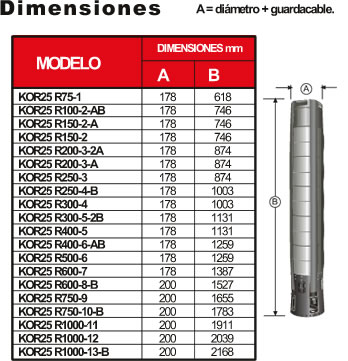 Dimensiones
A = diámetro + guardacable.
MODELO
DIMENSIONES mm
A B
KOR25 R75-1 178 618
KOR25 R100-2-AB 178 746
KOR25 R150-2-A 178 746
KOR25 R150-2 178 746
KOR25 R200-3-2A 178 874
KOR25 R200-3-A 178 874
KOR25 R250-3 178 874
KOR25 R250-4-B 178 1003
KOR25 R300-4 178 1003
KOR25 R300-5-2B 178 1131
KOR25 R400-5 178 1131
KOR25 R400-6-AB 178 1259
KOR25 R500-6 178 1259
KOR25 R600-7 178 1387
KOR25 R600-8-B 200 1527
KOR25 R750-9 200 1655
KOR25 R750-10-B 200 1783
KOR25 R1000-11 200 1911
KOR25 R1000-12 200 2039
KOR25 R1000-13-B 200 2168
A
B